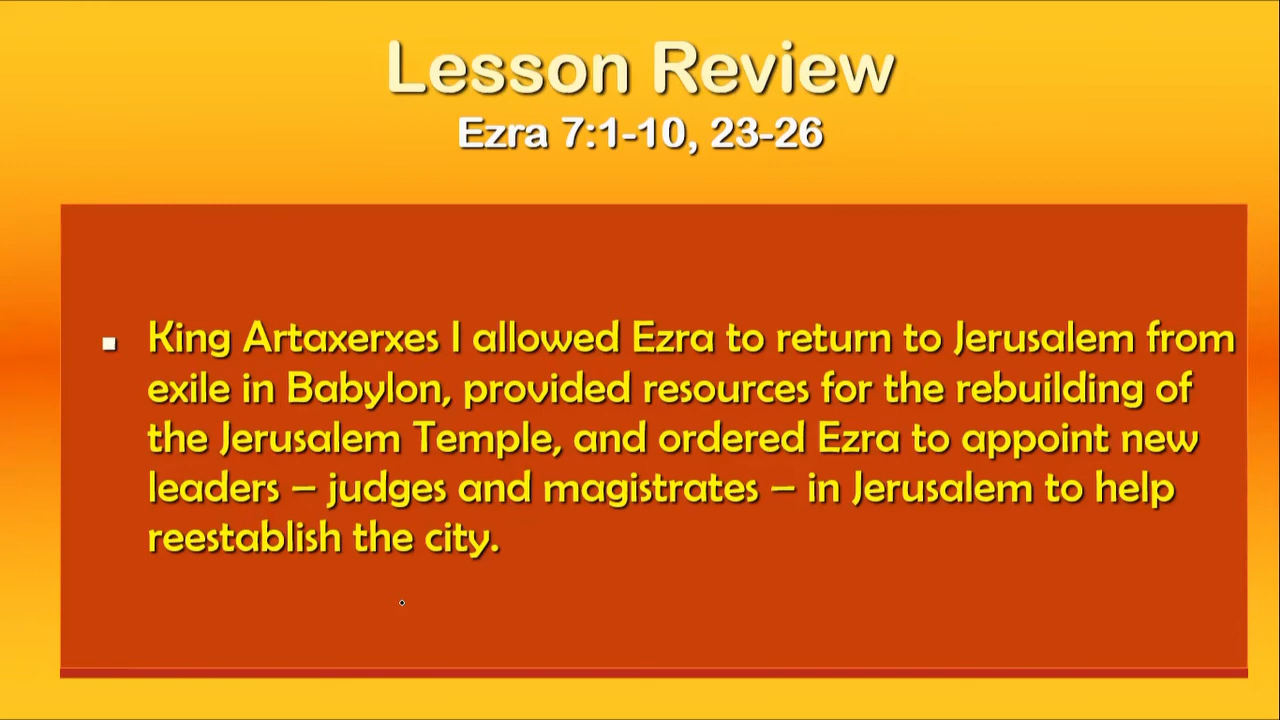 Lesson Review
Ezra 7:1-10, 23-26
▪ King Artaxerxes I allowed Ezra to return to Jerusalem from
exile in Babylon, provided resources for the rebuilding of
the Jerusalem Temple, and ordered Ezra to appoint new
leaders – judges and magistrates – in Jerusalem to help
reestablish the city.